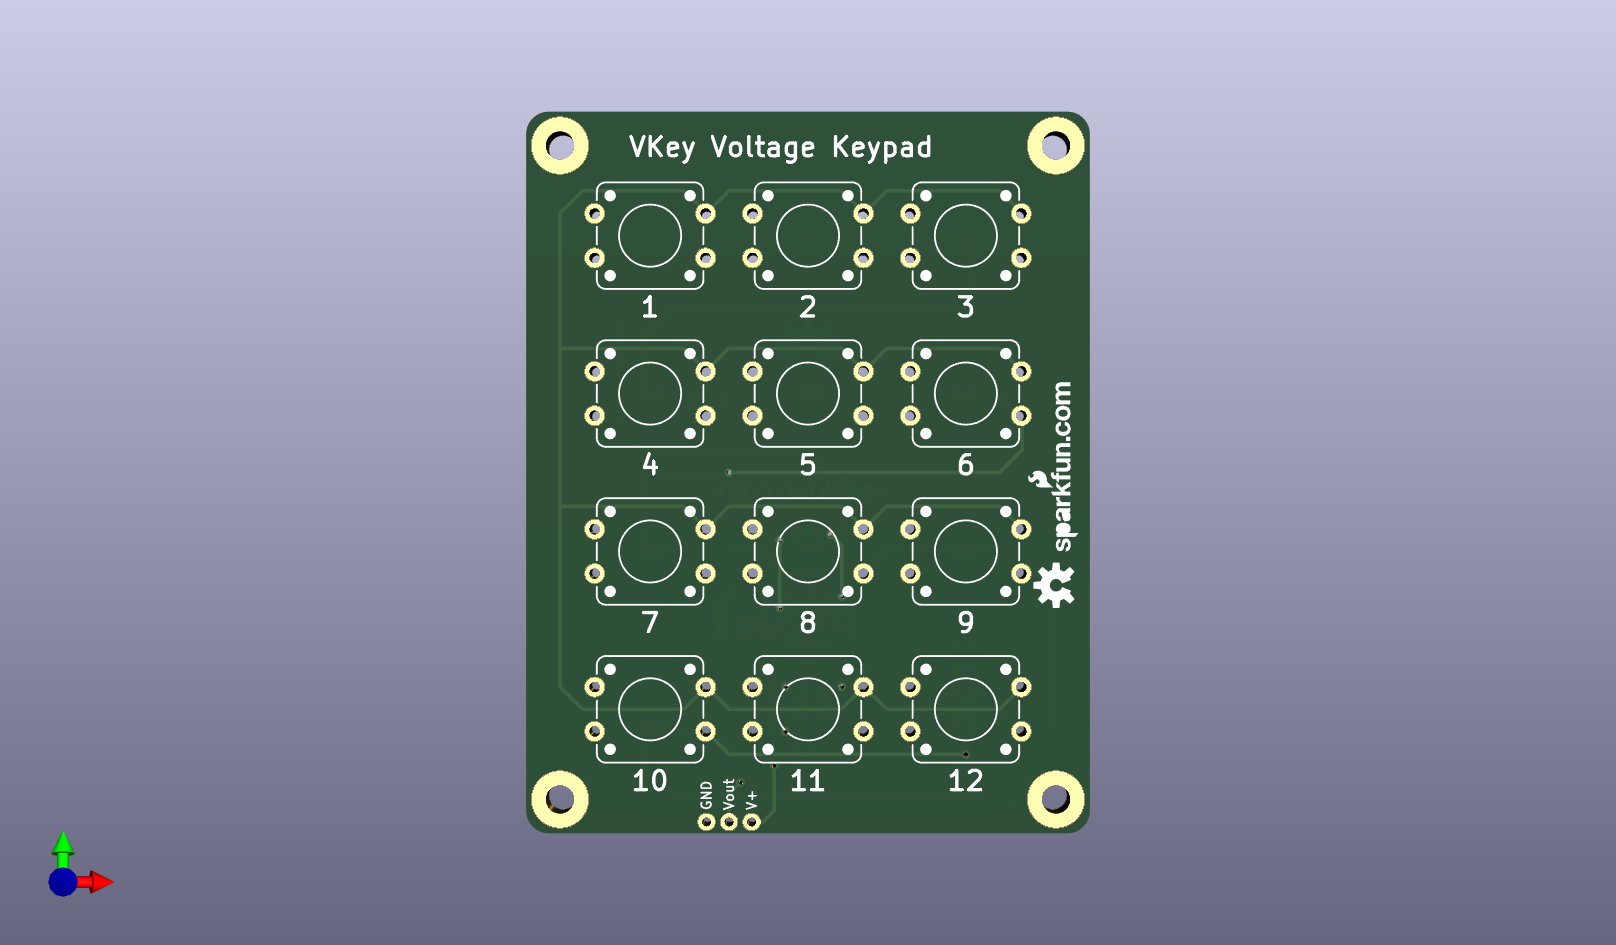 VKey Voltage Keypad
1 2 3
4 5 6
sparkfun.com
7 8 9
10 11 12
GND
Vout
V+